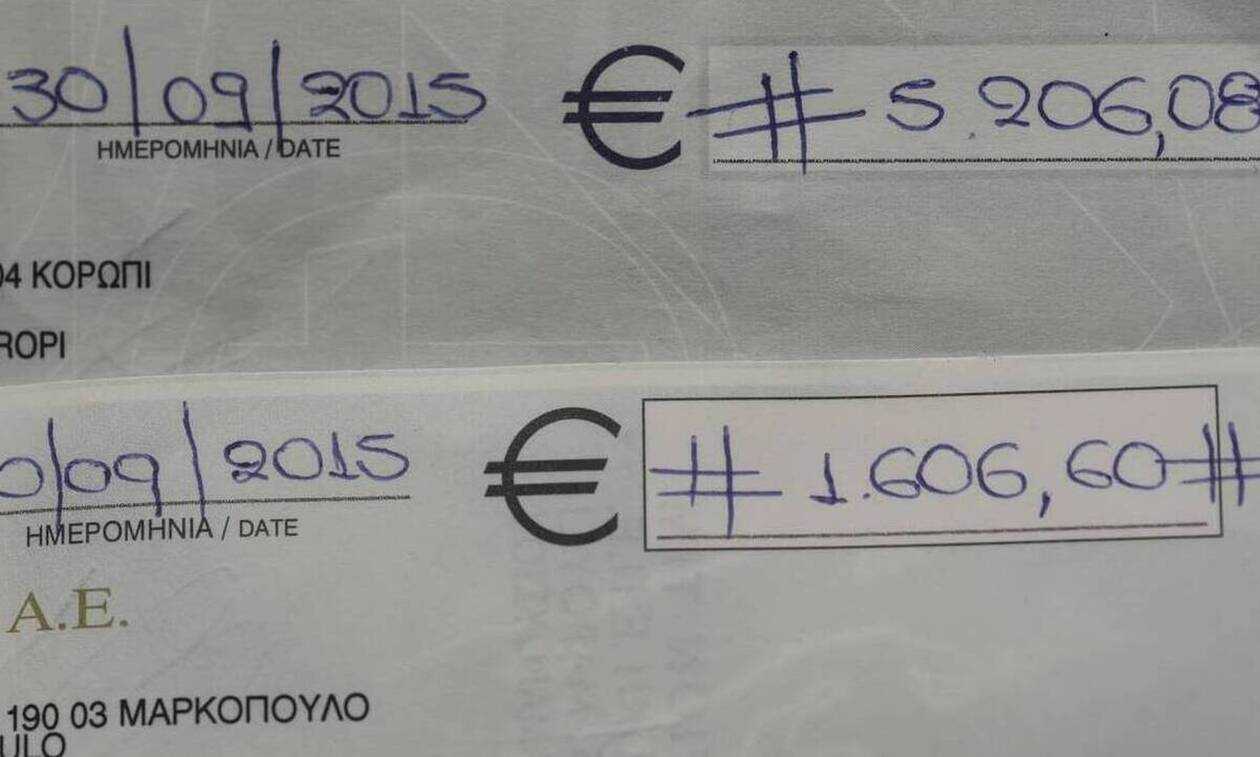 30/09/2015 € # 5.206,08
ΗΜΕΡΟΜΗΝΙΑ / DATE
04 ΚΟΡΩΠΙ
ROPI
0/09/2015 € # 1.606,60 #
ΗΜΕΡΟΜΗΝΙΑ / DATE
Α.Ε.
190 03 ΜΑΡΚΟΠΟΥΛΟ
ULO